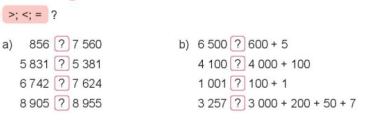 >; <; = ?
a) 856 ? 7 560
5 831 ? 5 381
6 742 ? 7 624
8 905 ? 8 955
b) 6 500 ? 600 + 5
4 100 ? 4 000 + 100
1 001 ? 100 + 1
3 257 ? 3 000 + 200 + 50 + 7